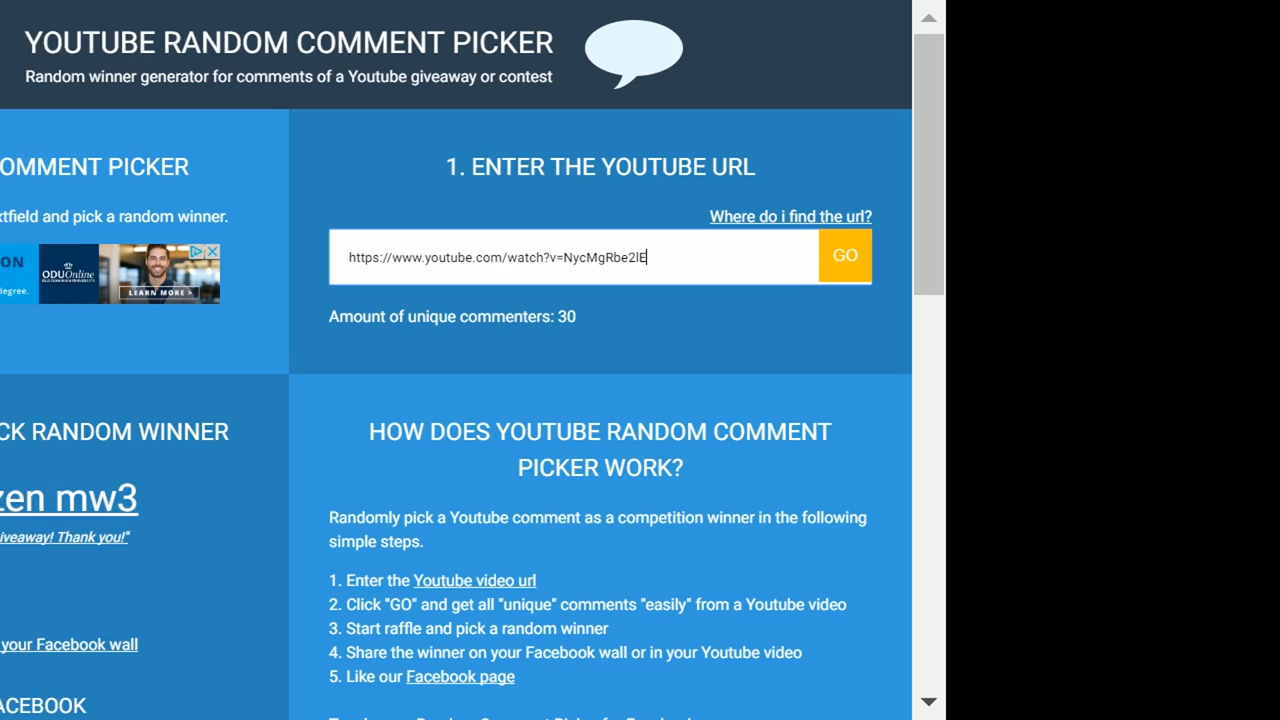 YOUTUBE RANDOM COMMENT PICKER
Random winner generator for comments of a Youtube giveaway or contest
OMMENT PICKER
xtfield and pick a random winner.
ON
degree.
ODUOnline
LEARN MORE >
1. ENTER THE YOUTUBE URL
Where do i find the url?
https://www.youtube.com/watch?v=NycMgRbe2lE
GO
Amount of unique commenters: 30
CK RANDOM WINNER
zen mw3
iveaway! Thank you!"
your Facebook wall
ACEBOOK
HOW DOES YOUTUBE RANDOM COMMENT
PICKER WORK?
Randomly pick a Youtube comment as a competition winner in the following
simple steps.
1. Enter the Youtube video url
2. Click "GO" and get all "unique" comments "easily" from a Youtube video
3. Start raffle and pick a random winner
4. Share the winner on your Facebook wall or in your Youtube video
5. Like our Facebook page